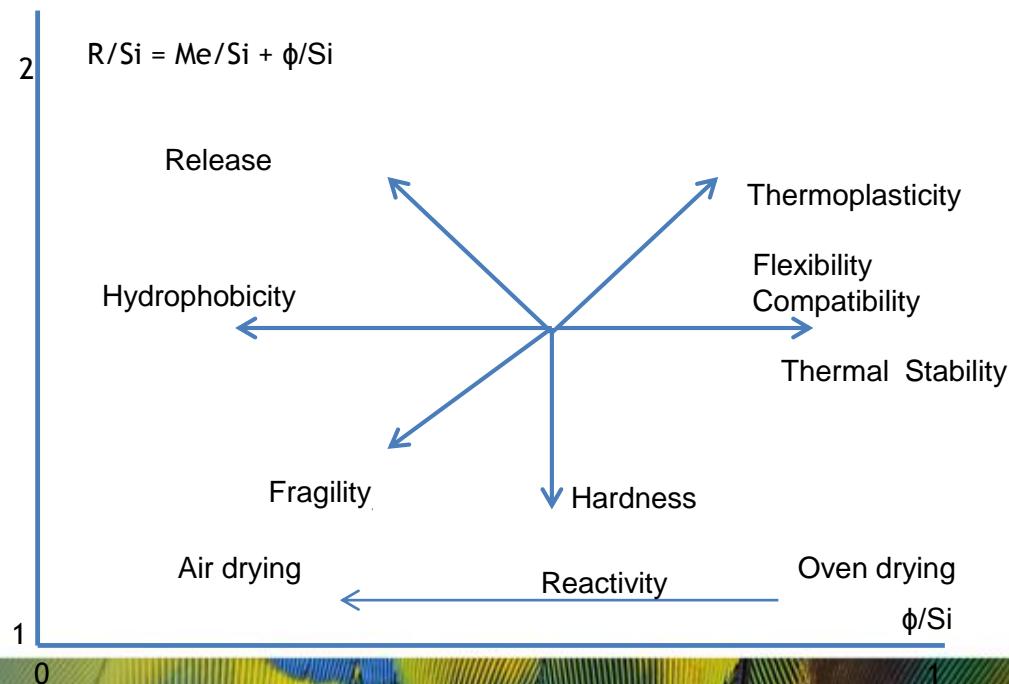 R/Si = Me/Si + ϕ/Si
2
Release
Thermoplasticity
Flexibility
Compatibility
Hydrophobicity
Thermal Stability
Fragility
Hardness
Air drying
Reactivity
Oven drying
ϕ/Si
1
0
1